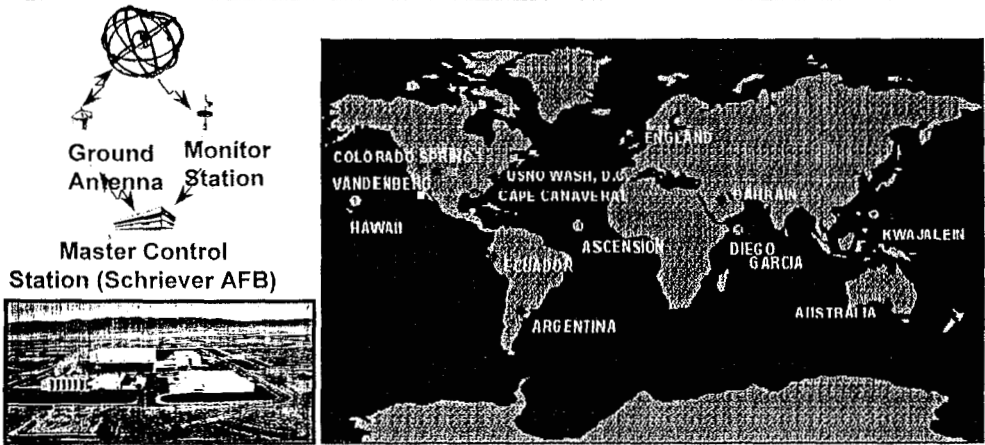 Ground
Antenna
Monitor
Station
Master Control
Station (Schriever AFB)
COLORADO SPRING
VANDENBERG
HAWAII
ENGLAND
USNO WASH, D.C.
CAPE CANAVERAL
BAHRAIN
ASCENSION
DIEGO
GARCIA
KWAJALEIN
ECUADOR
ARGENTINA
AUSTRALIA